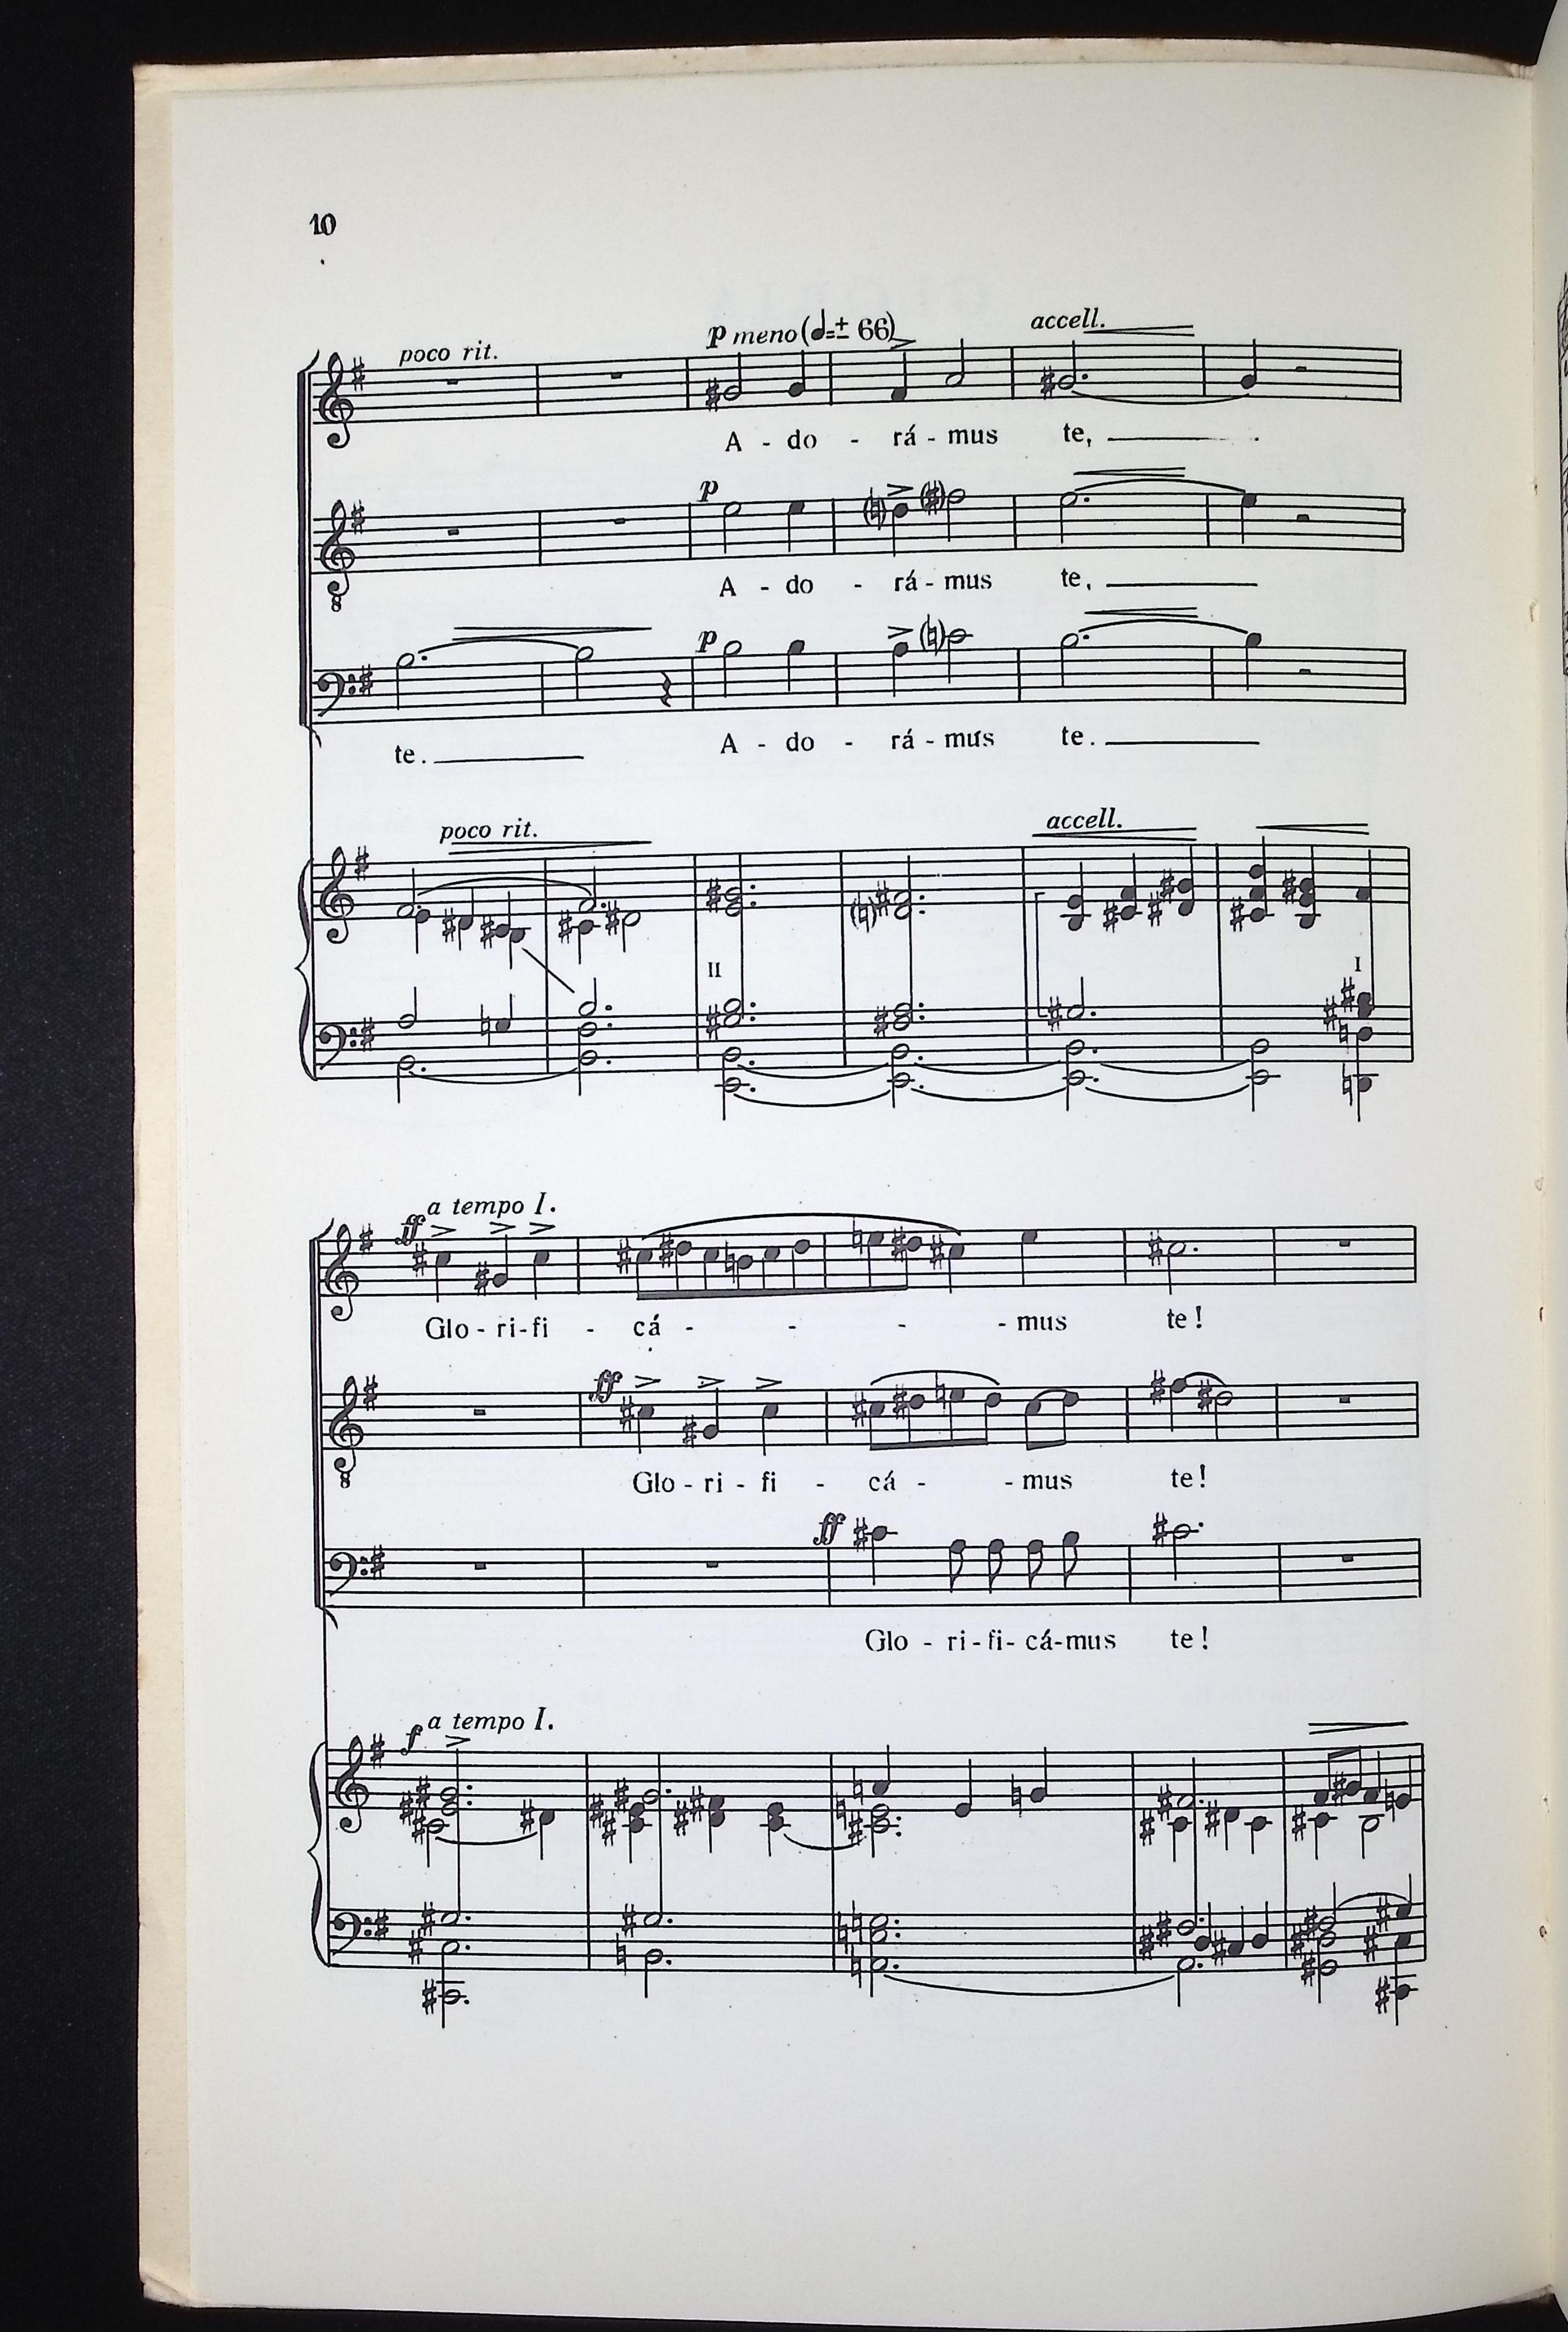 10
poco rit.
p meno (𝅗𝅥=± 66)
accell.
A - do - rá - mus te,
p
8
A - do - rá - mus te,
p
te. A - do - rá - mus te.
poco rit.
accell.
II
I
a tempo I.
ff
Glo - ri - fi - cá - - - - mus te!
ff
8
Glo - ri - fi - cá - - mus te!
ff
Glo - ri - fi - cá - mus te!
a tempo I.
f